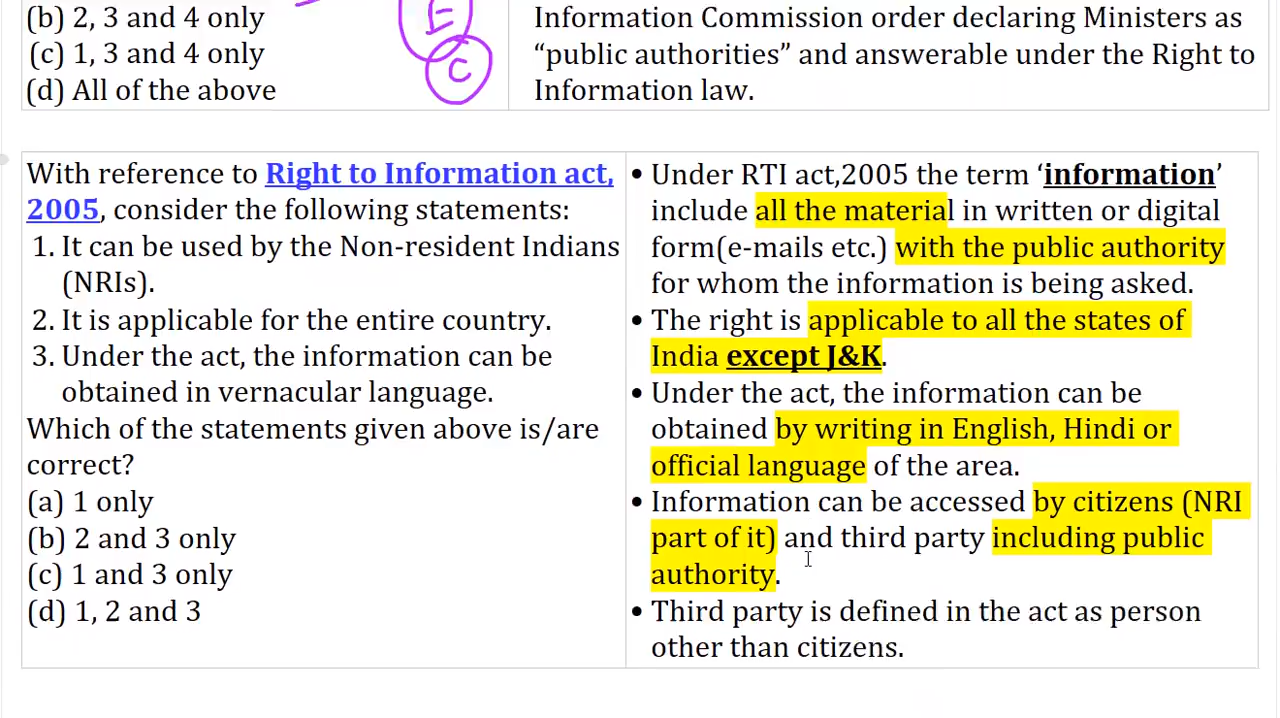 (b) 2, 3 and 4 only
(c) 1, 3 and 4 only
(d) All of the above
E
C
Information Commission order declaring Ministers as
“public authorities” and answerable under the Right to
Information law.
With reference to Right to Information act,
2005, consider the following statements:
1. It can be used by the Non-resident Indians
(NRIs).
2. It is applicable for the entire country.
3. Under the act, the information can be
obtained in vernacular language.
Which of the statements given above is/are
correct?
(a) 1 only
(b) 2 and 3 only
(c) 1 and 3 only
(d) 1, 2 and 3
• Under RTI act,2005 the term ‘information’
include all the material in written or digital
form(e-mails etc.) with the public authority
for whom the information is being asked.
• The right is applicable to all the states of
India except J&K.
• Under the act, the information can be
obtained by writing in English, Hindi or
official language of the area.
• Information can be accessed by citizens (NRI
part of it) and third party including public
authority.
• Third party is defined in the act as person
other than citizens.